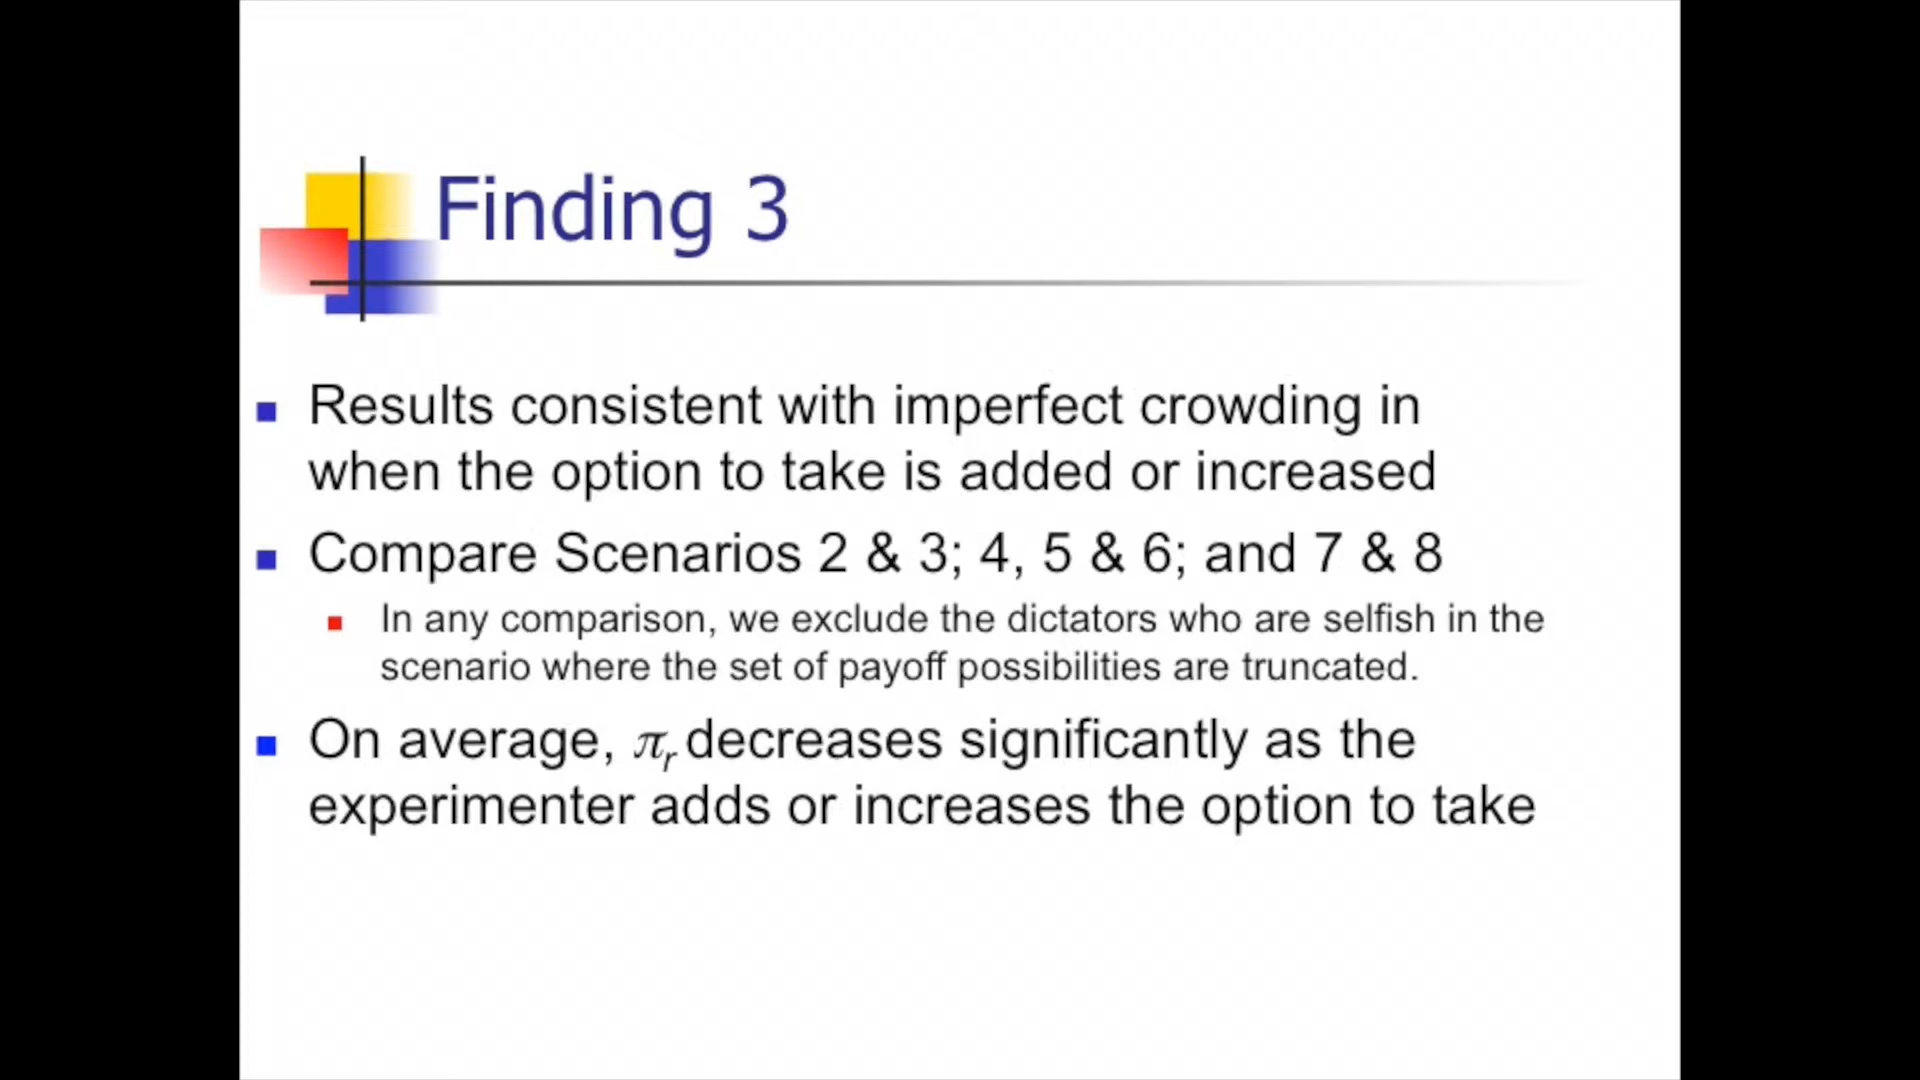 Finding 3
Results consistent with imperfect crowding in
when the option to take is added or increased
Compare Scenarios 2 & 3; 4, 5 & 6; and 7 & 8
In any comparison, we exclude the dictators who are selfish in the
scenario where the set of payoff possibilities are truncated.
On average, πᵣ decreases significantly as the
experimenter adds or increases the option to take